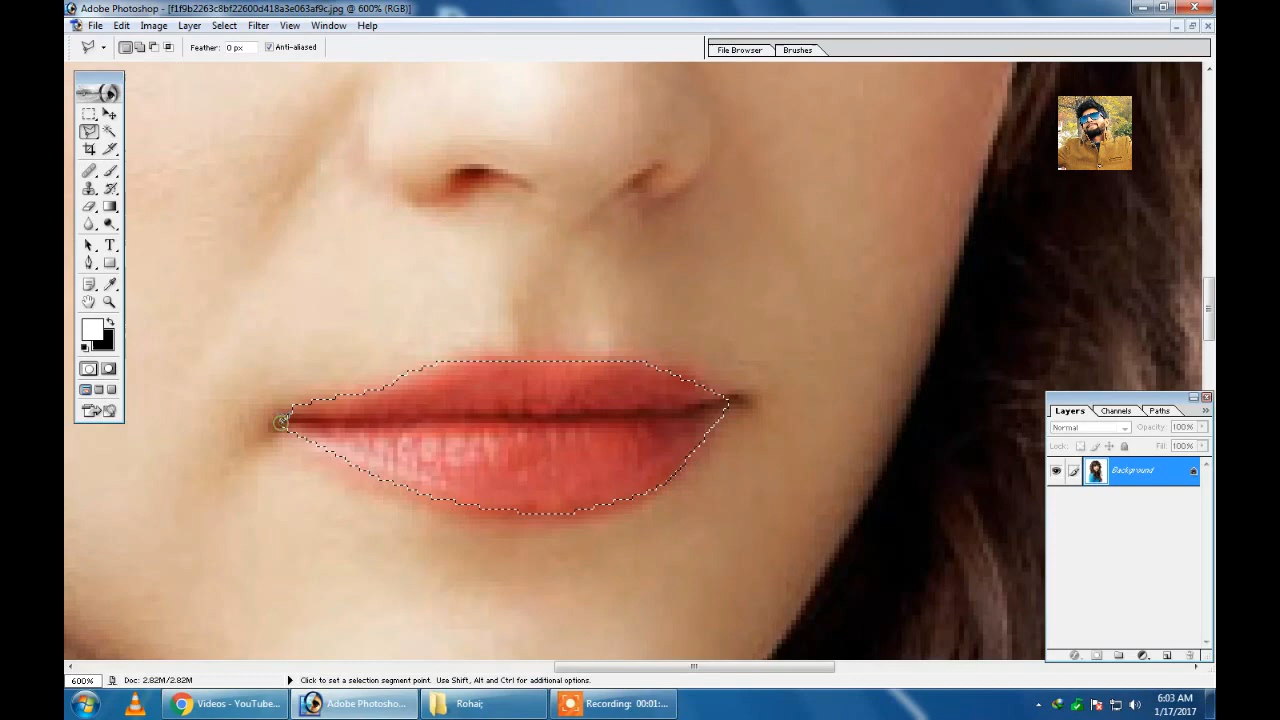 Adobe Photoshop - [f1f9b2263c8bf22600d418a3e063af9c.jpg @ 600% (RGB)]
File Edit Image Layer Select Filter View Window Help
Feather: 0 px Anti-aliased File Browser Brushes
Layers Channels Paths
Normal Opacity: 100%
Lock: Fill: 100%
Background
600% Doc: 2.82M/2.82M Click to set a selection segment point. Use Shift, Alt and Ctrl for additional options.
Videos - YouTube... Adobe Photosho... Rohai; Recording: 00:01:... 6:03 AM
1/17/2017